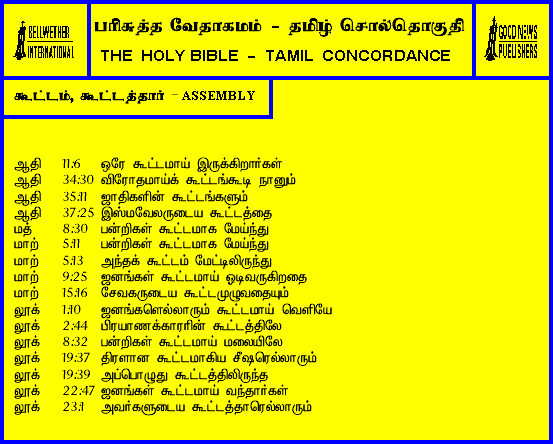 BELLWETHER
INTERNATIONAL
பரிசுத்த வேதாகமம் - தமிழ் சொல்தொகுதி
THE HOLY BIBLE - TAMIL CONCORDANCE
GOOD NEWS
PUBLISHERS
கூட்டம், கூட்டத்தார் - ASSEMBLY
ஆதி 11:6 ஒரே கூட்டமாய் இருக்கிறார்கள்
ஆதி 34:30 விரோதமாய்க் கூட்டங்கூடி நானும்
ஆதி 35:11 ஜாதிகளின் கூட்டங்களும்
ஆதி 37:25 இஸ்மவேலருடைய கூட்டத்தை
மத் 8:30 பன்றிகள் கூட்டமாக மேய்ந்து
மாற் 5:11 பன்றிகள் கூட்டமாக மேய்ந்து
மாற் 5:13 அந்தக் கூட்டம் மேட்டிலிருந்து
மாற் 9:25 ஜனங்கள் கூட்டமாய் ஓடிவருகிறதை
மாற் 15:16 சேவகருடைய கூட்டமுழுவதையும்
லூக் 1:10 ஜனங்களெல்லாரும் கூட்டமாய் வெளியே
லூக் 2:44 பிரயாணக்காரரின் கூட்டத்திலே
லூக் 8:32 பன்றிகள் கூட்டமாய் மலையிலே
லூக் 19:37 திரளான கூட்டமாகிய சீஷரெல்லாரும்
லூக் 19:39 அப்பொழுது கூட்டத்திலிருந்த
லூக் 22:47 ஜனங்கள் கூட்டமாய் வந்தார்கள்
லூக் 23:1 அவர்களுடைய கூட்டத்தாரெல்லாரும்